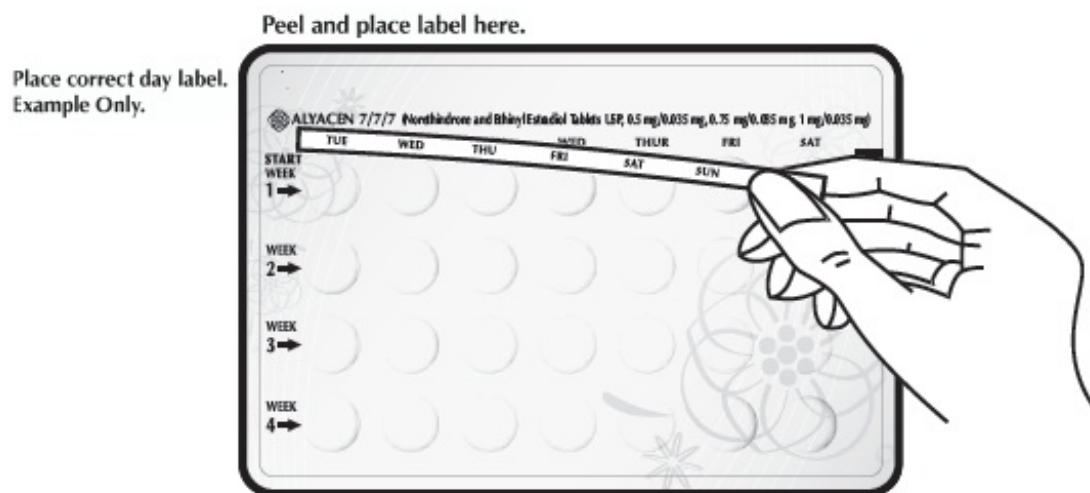 Peel and place label here.
Place correct day label.
Example Only.
ALYACEN 7/7/7 (Norethindrone and Ethinyl Estradiol Tablets USP, 0.5 mg/0.035 mg, 0.75 mg/0.035 mg, 1 mg/0.035 mg)
WED THUR FRI SAT
TUE WED THU FRI SAT SUN
START
WEEK
1
WEEK
2
WEEK
3
WEEK
4